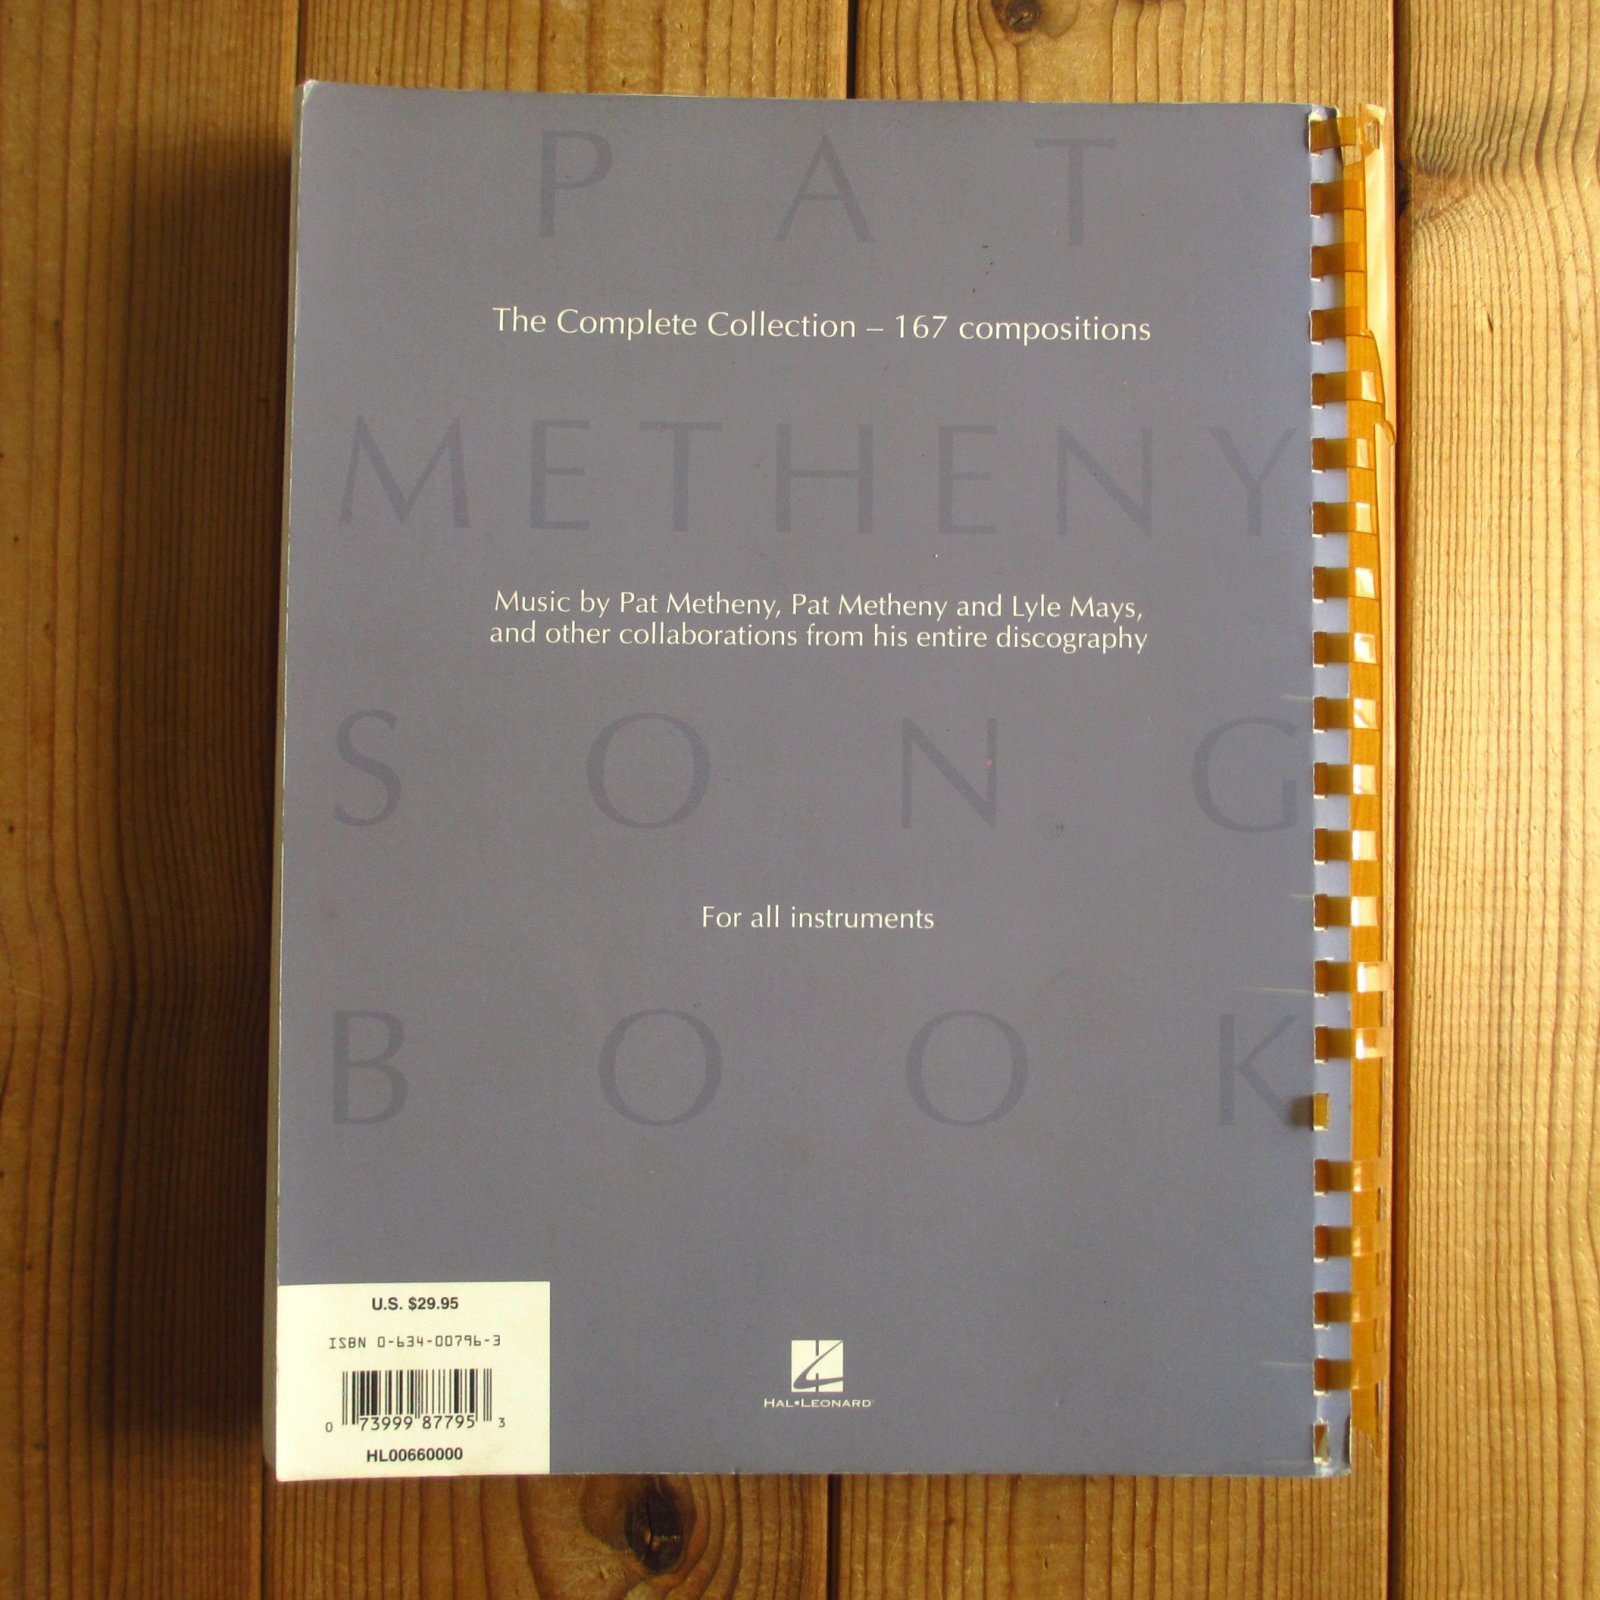 PAT
The Complete Collection – 167 compositions
METHENY
Music by Pat Metheny, Pat Metheny and Lyle Mays,
and other collaborations from his entire discography
SONG
For all instruments
BOOK
U.S. $29.95
ISBN 0-634-00796-3
0 73999 87795 3
HL00660000
HAL•LEONARD